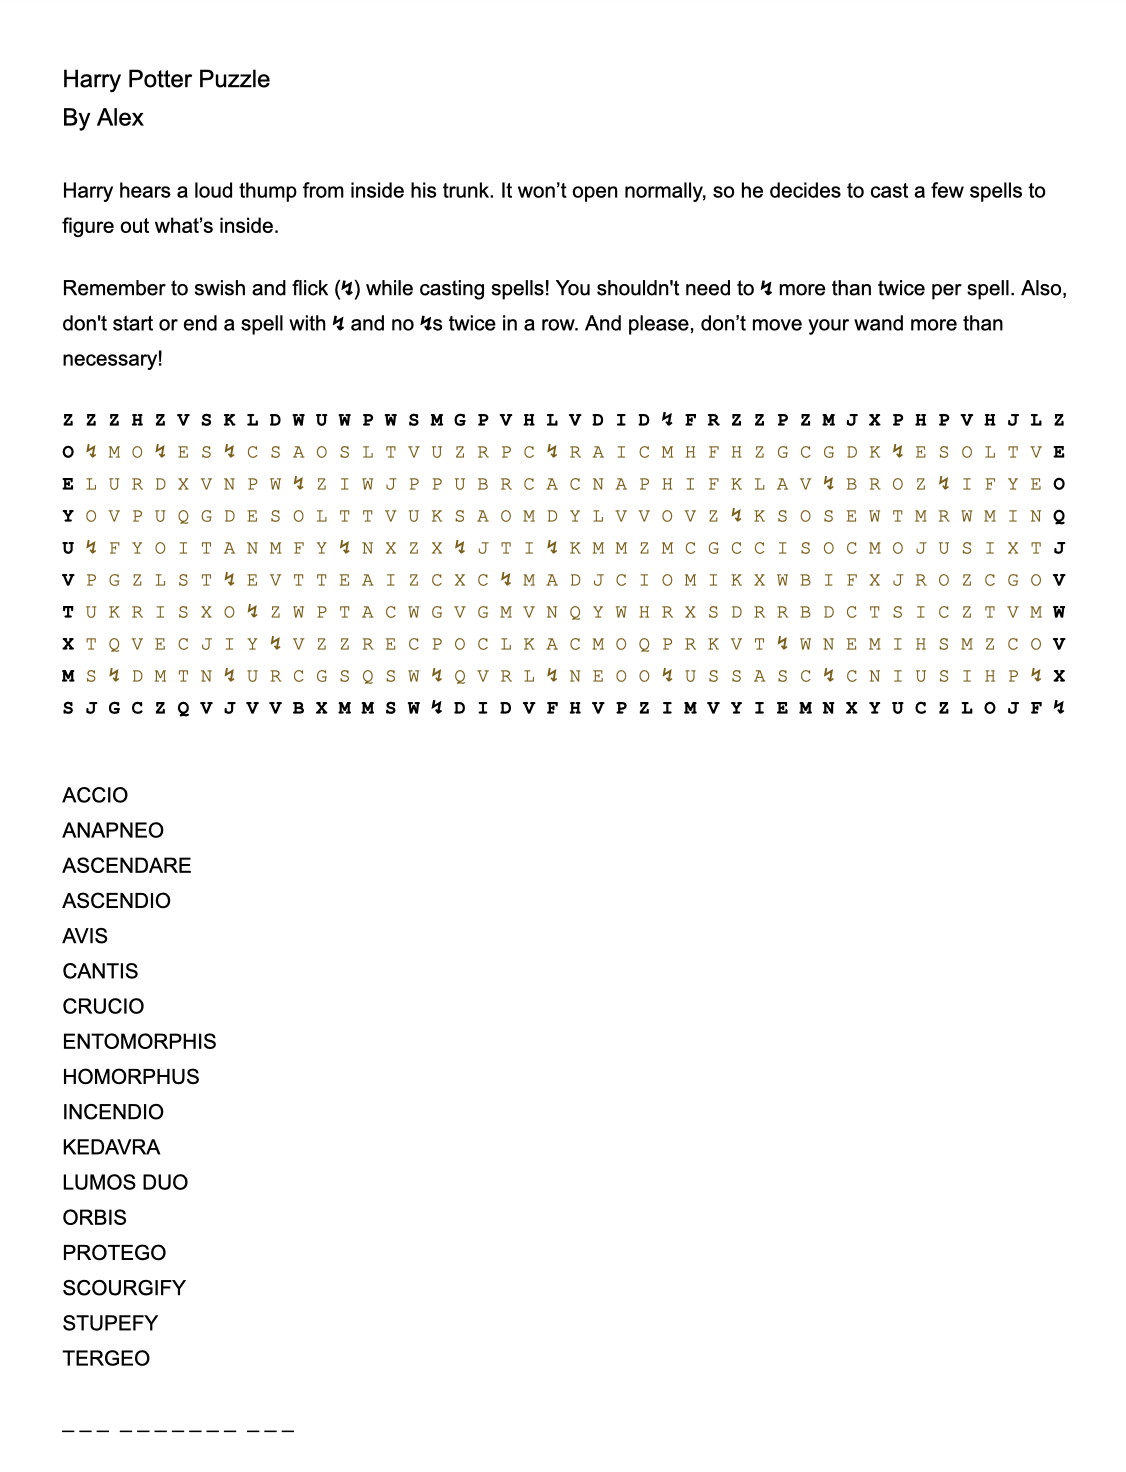 Harry Potter Puzzle
By Alex
Harry hears a loud thump from inside his trunk. It won’t open normally, so he decides to cast a few spells to
figure out what’s inside.
Remember to swish and flick (↯) while casting spells! You shouldn't need to ↯ more than twice per spell. Also,
don't start or end a spell with ↯ and no ↯s twice in a row. And please, don’t move your wand more than
necessary!
Z Z Z H Z V S K L D W U W P W S M G P V H L V D I D ↯ F R Z Z P Z M J X P H P V H J L Z
O ↯ M O ↯ E S ↯ C S A O S L T V U Z R P C ↯ R A I C M H F H Z G C G D K ↯ E S O L T V E
E L U R D X V N P W ↯ Z I W J P P U B R C A C N A P H I F K L A V ↯ B R O Z ↯ I F Y E O
Y O V P U Q G D E S O L T T V U K S A O M D Y L V V O V Z ↯ K S O S E W T M R W M I N Q
U ↯ F Y O I T A N M F Y ↯ N X Z X ↯ J T I ↯ K M M Z M C G C C I S O C M O J U S I X T J
V P G Z L S T ↯ E V T T E A I Z C X C ↯ M A D J C I O M I K X W B I F X J R O Z C G O V
T U K R I S X O ↯ Z W P T A C W G V G M V N Q Y W H R X S D R R B D C T S I C Z T V M W
X T Q V E C J I Y ↯ V Z Z R E C P O C L K A C M O Q P R K V T ↯ W N E M I H S M Z C O V
M S ↯ D M T N ↯ U R C G S Q S W ↯ Q V R L ↯ N E O O ↯ U S S A S C ↯ C N I U S I H P ↯ X
S J G C Z Q V J V V B X M M S W ↯ D I D V F H V P Z I M V Y I E M N X Y U C Z L O J F ↯
ACCIO
ANAPNEO
ASCENDARE
ASCENDIO
AVIS
CANTIS
CRUCIO
ENTOMORPHIS
HOMORPHUS
INCENDIO
KEDAVRA
LUMOS DUO
ORBIS
PROTEGO
SCOURGIFY
STUPEFY
TERGEO
_ _ _ _ _ _ _ _ _ _ _ _ _